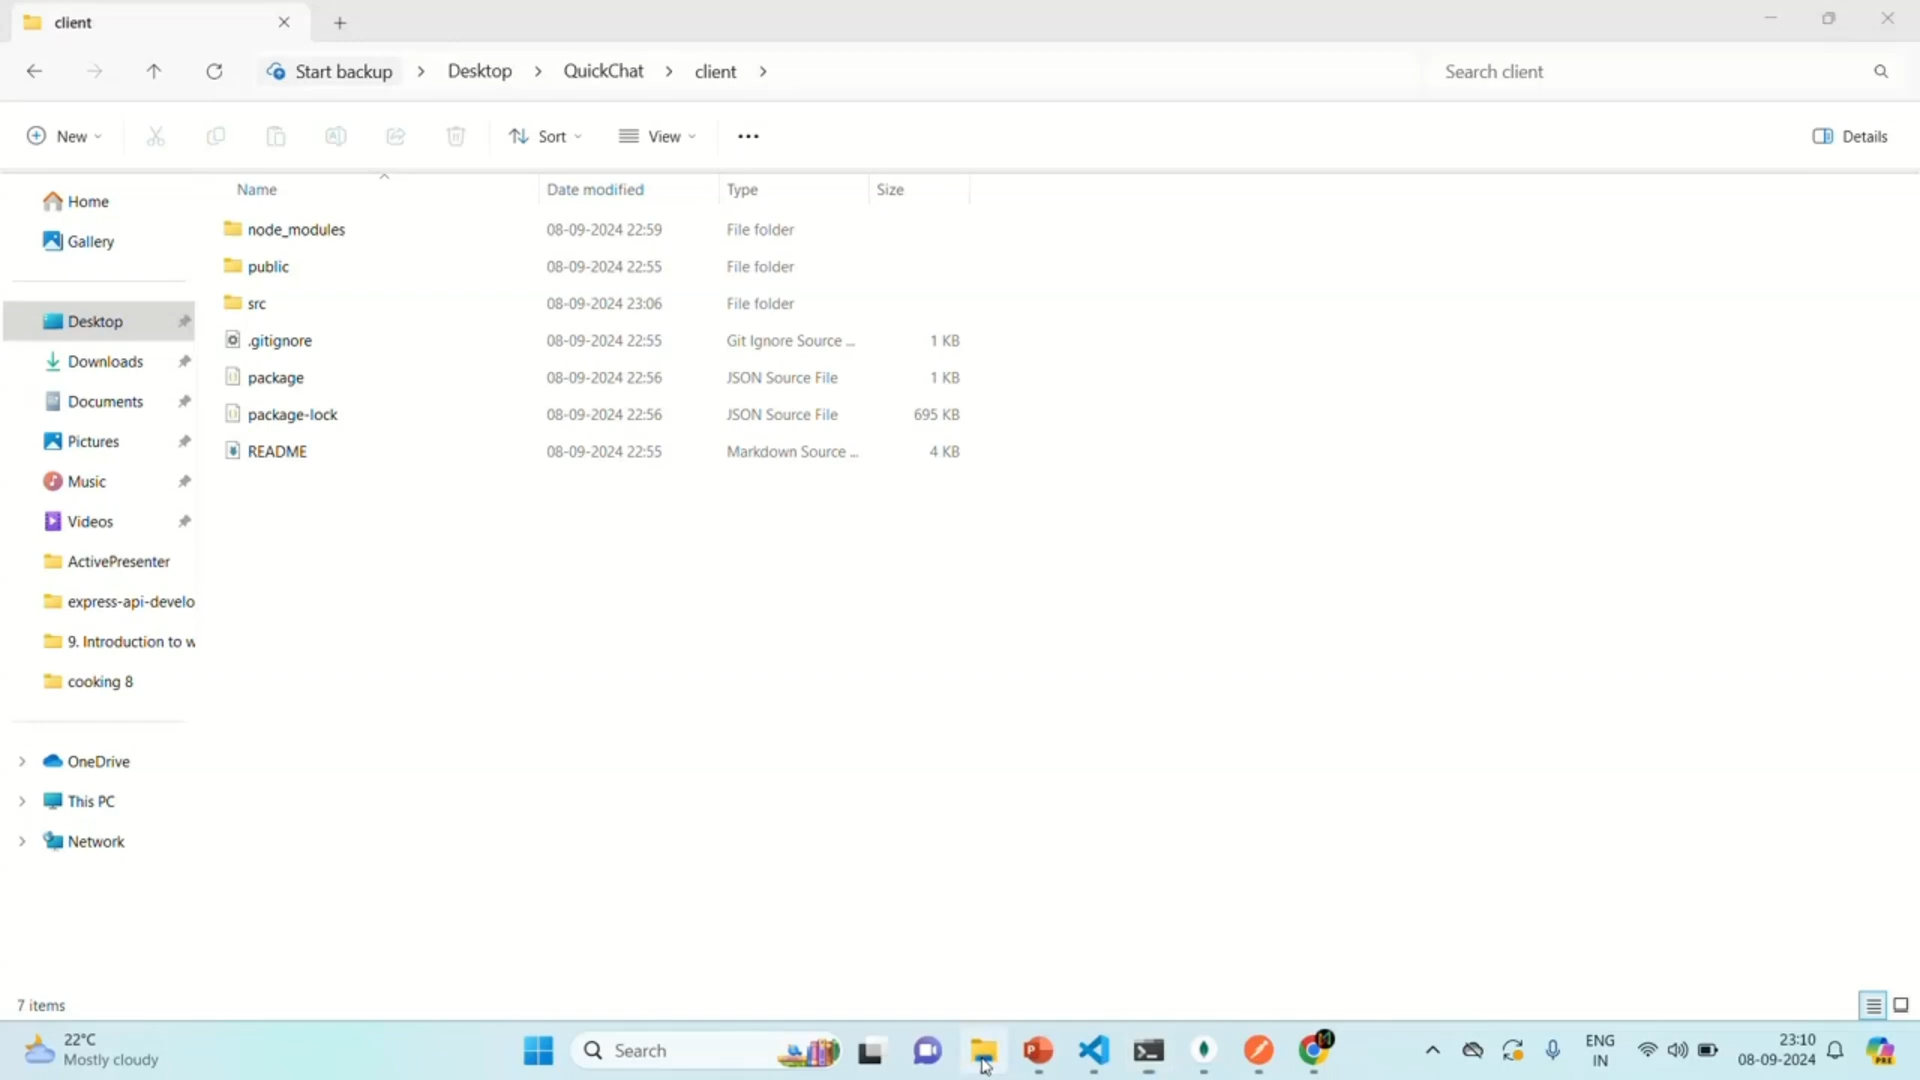 client
Start backup > Desktop > QuickChat > client >
Search client
New
Sort
View
Details
Name Date modified Type Size
node_modules 08-09-2024 22:59 File folder
public 08-09-2024 22:55 File folder
src 08-09-2024 23:06 File folder
.gitignore 08-09-2024 22:55 Git Ignore Source ... 1 KB
package 08-09-2024 22:56 JSON Source File 1 KB
package-lock 08-09-2024 22:56 JSON Source File 695 KB
README 08-09-2024 22:55 Markdown Source ... 4 KB
Home
Gallery
Desktop
Downloads
Documents
Pictures
Music
Videos
ActivePresenter
express-api-develo
9. Introduction to w
cooking 8
OneDrive
This PC
Network
7 items
22°C
Mostly cloudy
Search
ENG
IN
23:10
08-09-2024
PRE